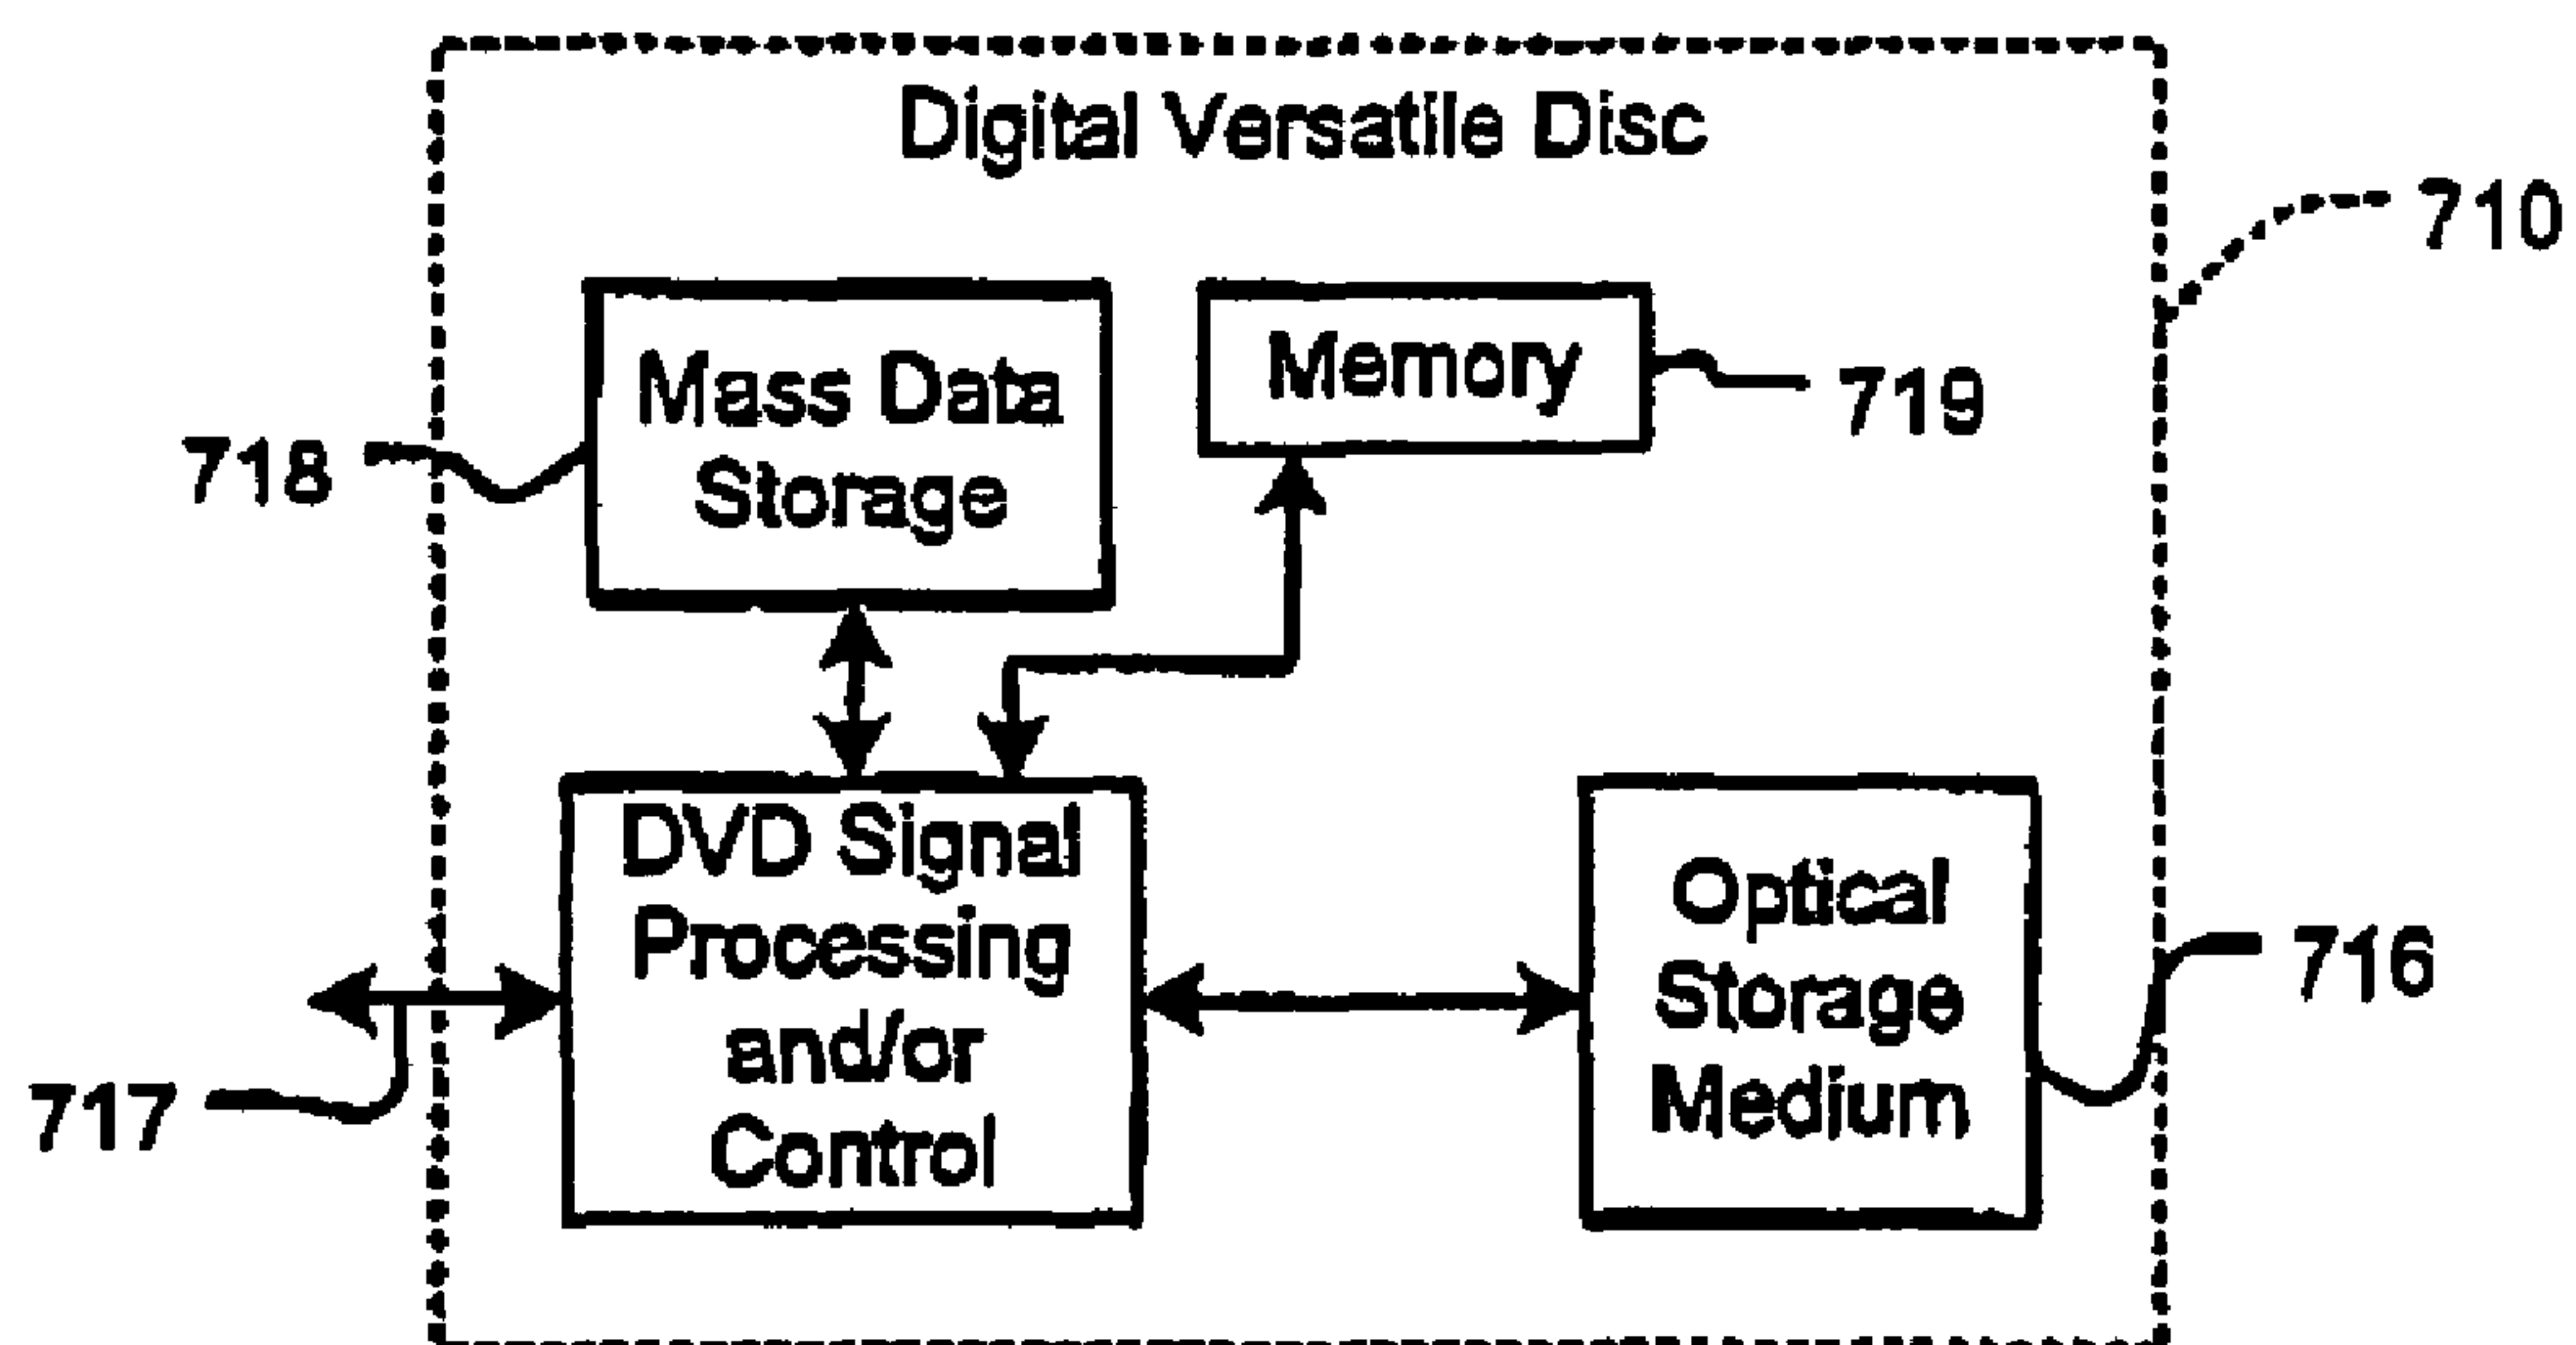 Digital Versatile Disc
710
Mass Data
Storage
718
Memory
719
DVD Signal
Processing
and/or
Control
717
Optical
Storage
Medium
716